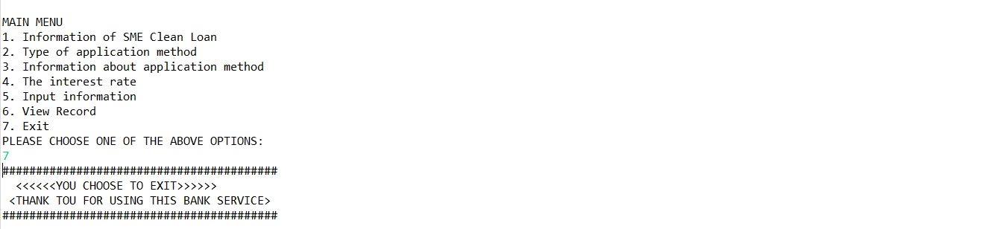 MAIN MENU
1. Information of SME Clean Loan
2. Type of application method
3. Information about application method
4. The interest rate
5. Input information
6. View Record
7. Exit
PLEASE CHOOSE ONE OF THE ABOVE OPTIONS:
7
#########################################
<<<<<<YOU CHOOSE TO EXIT>>>>>>
<THANK TOU FOR USING THIS BANK SERVICE>
#########################################